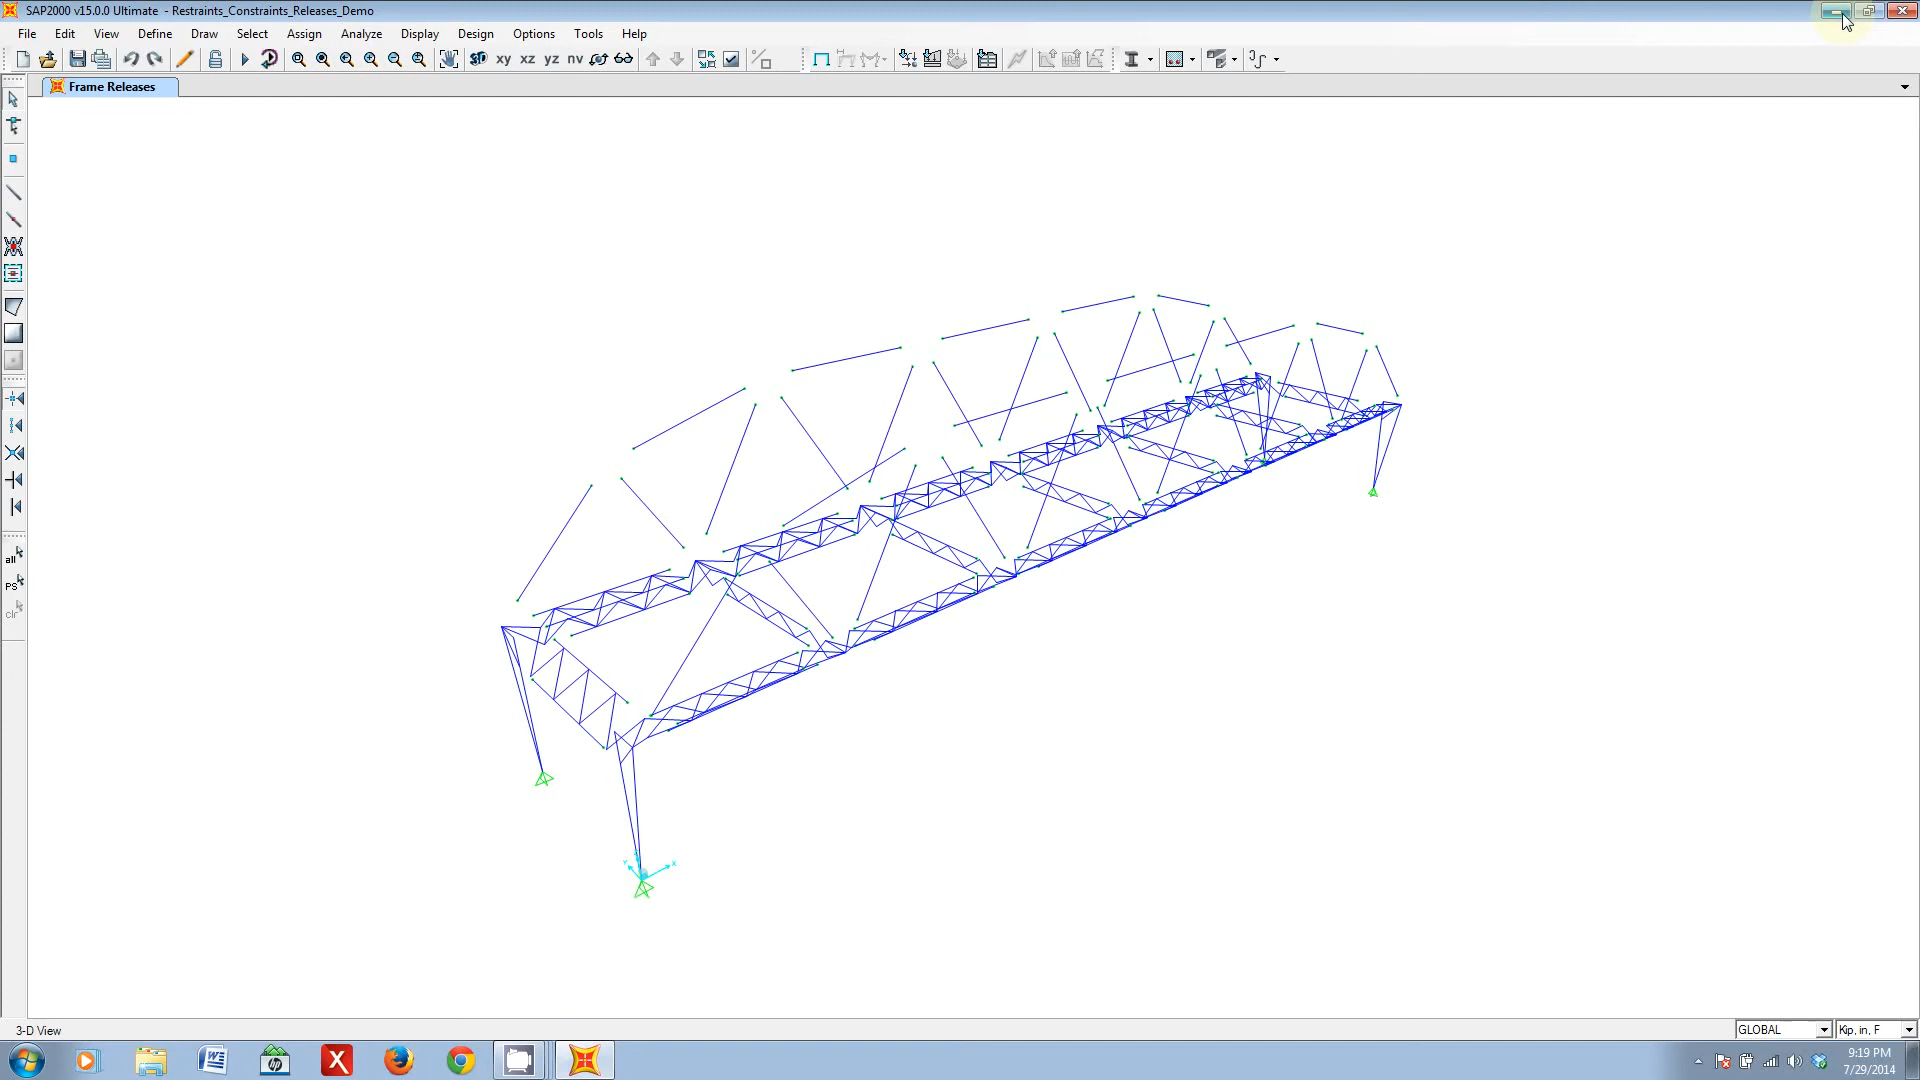 SAP2000 v15.0.0 Ultimate - Restraints_Constraints_Releases_Demo
File Edit View Define Draw Select Assign Analyze Display Design Options Tools Help
3D xy xz yz nv
Frame Releases
all
PS
clr
Y X
3-D View
GLOBAL
Kip, in, F
9:19 PM
7/29/2014